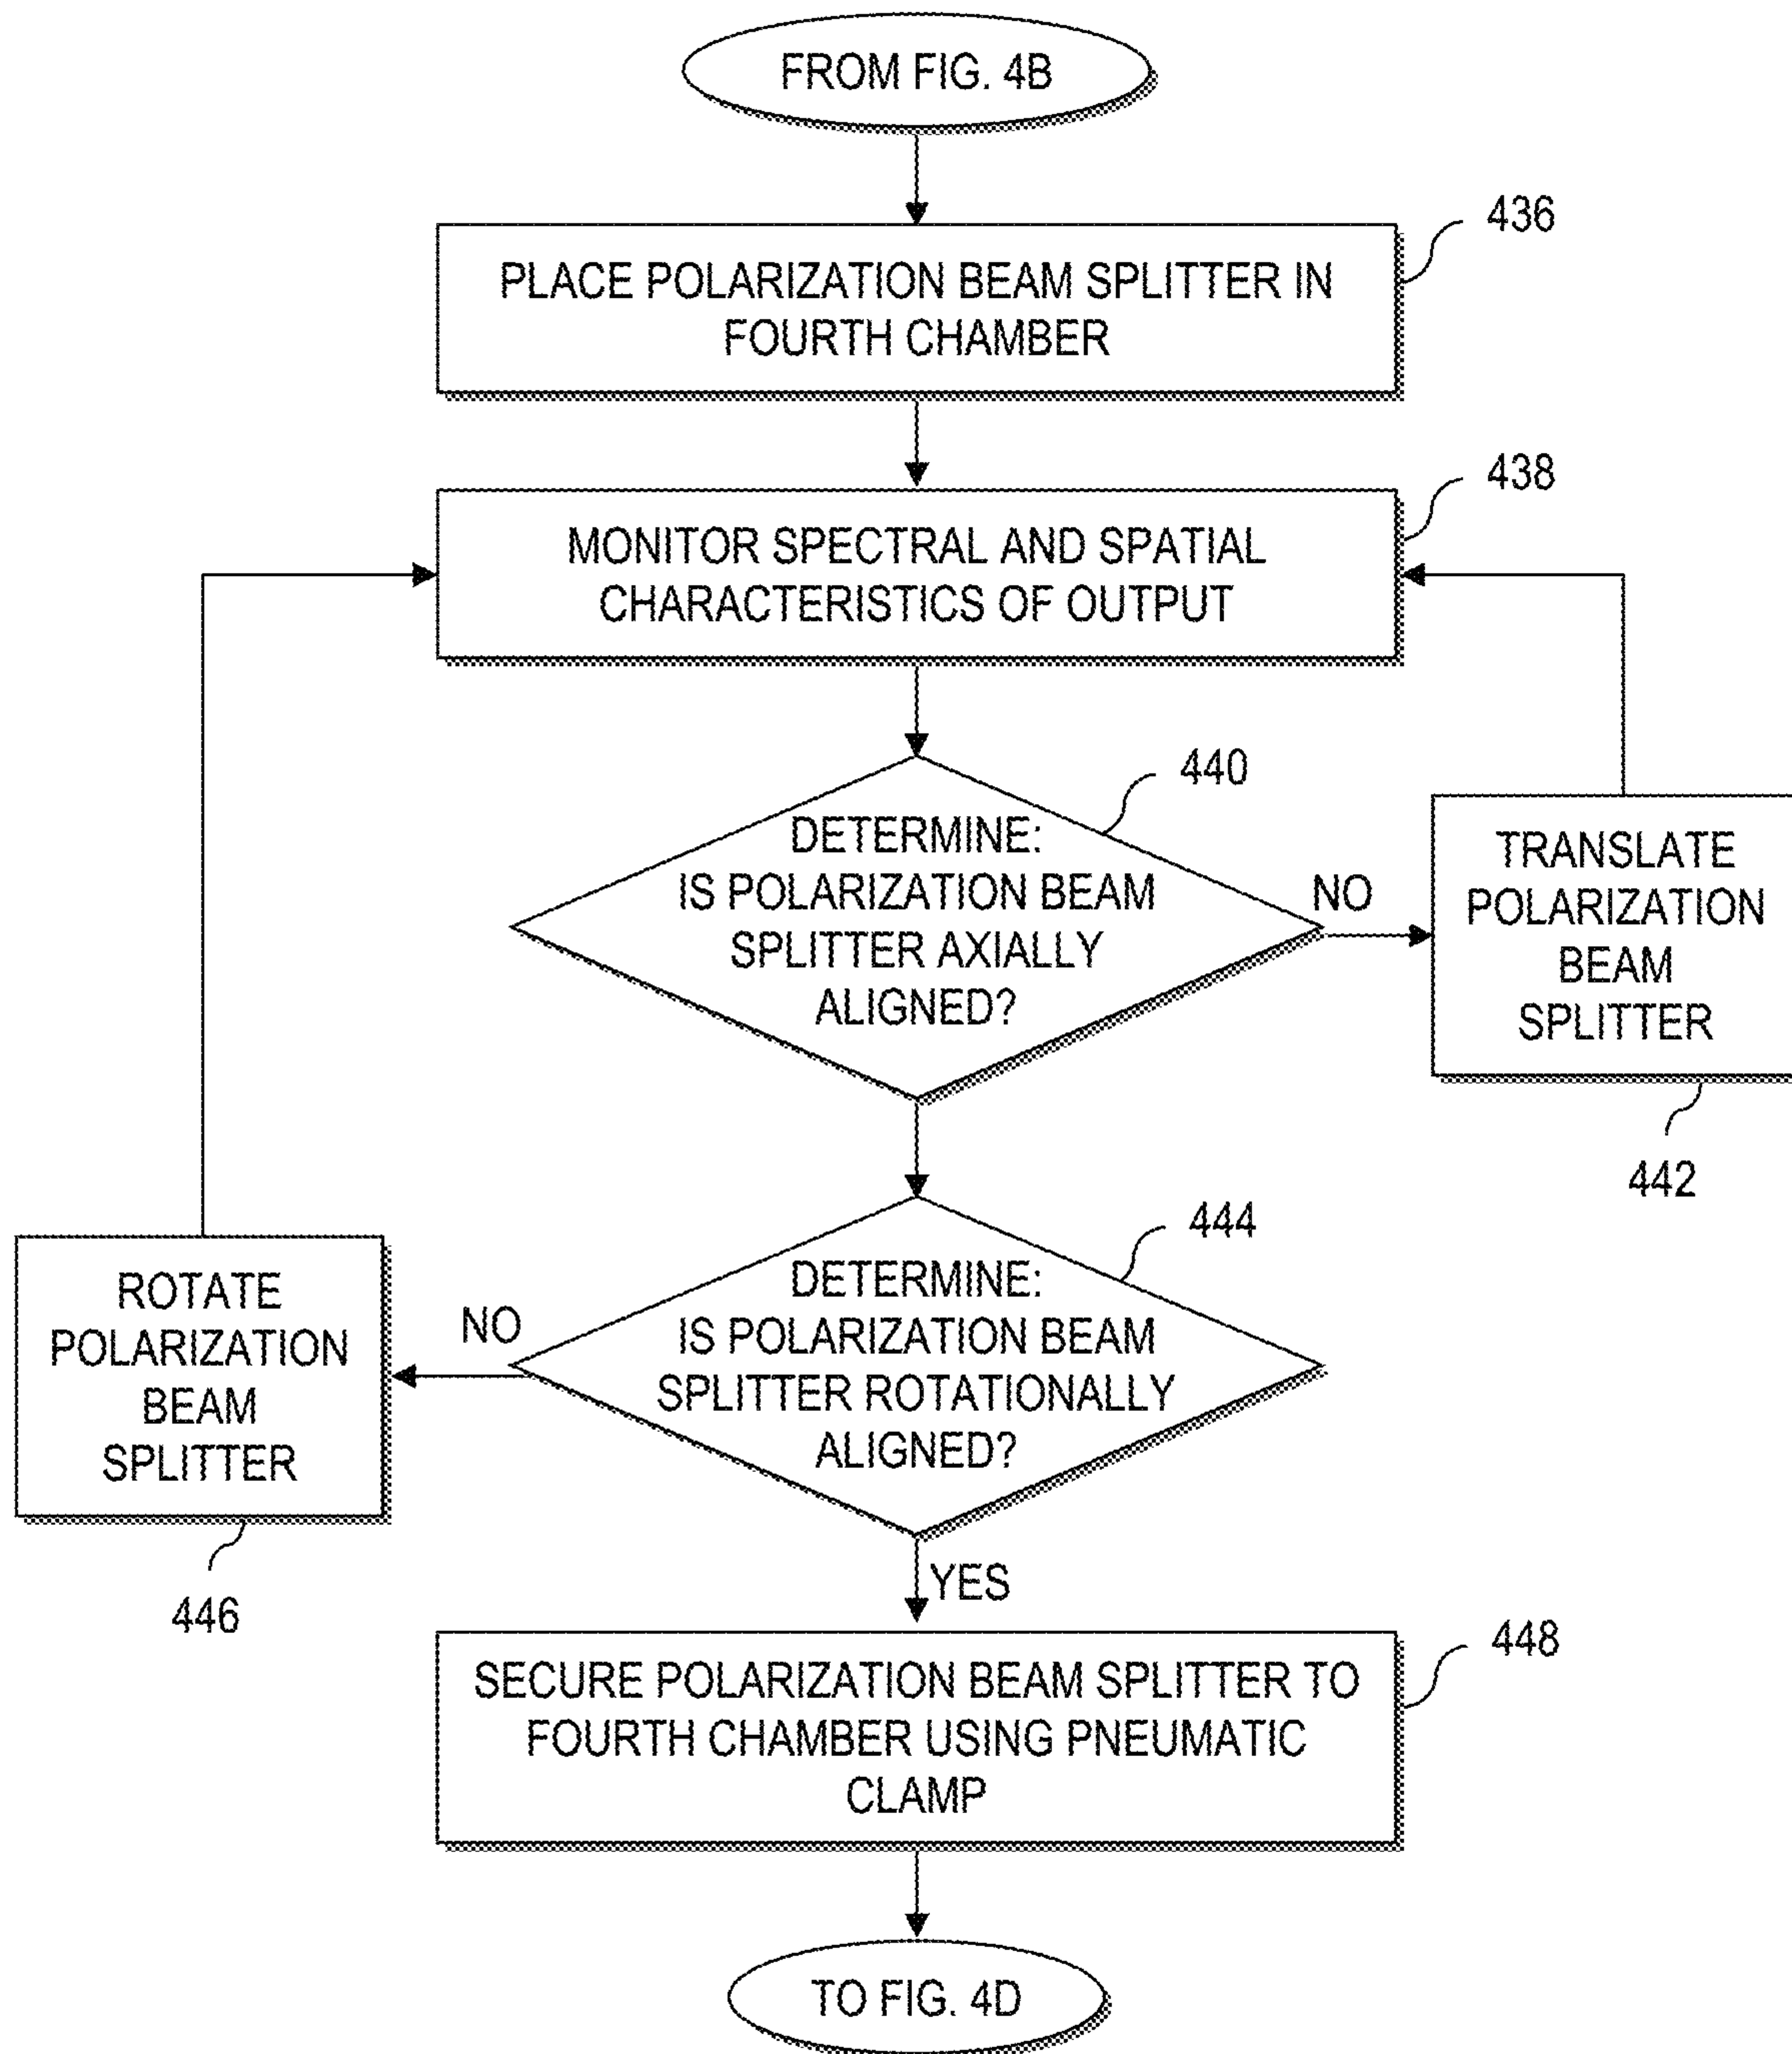 FROM FIG. 4B
436
PLACE POLARIZATION BEAM SPLITTER IN
FOURTH CHAMBER
438
MONITOR SPECTRAL AND SPATIAL
CHARACTERISTICS OF OUTPUT
440
DETERMINE:
IS POLARIZATION BEAM
SPLITTER AXIALLY
ALIGNED?
NO
TRANSLATE
POLARIZATION
BEAM
SPLITTER
442
444
DETERMINE:
IS POLARIZATION BEAM
SPLITTER ROTATIONALLY
ALIGNED?
NO
ROTATE
POLARIZATION
BEAM
SPLITTER
446
YES
448
SECURE POLARIZATION BEAM SPLITTER TO
FOURTH CHAMBER USING PNEUMATIC
CLAMP
TO FIG. 4D